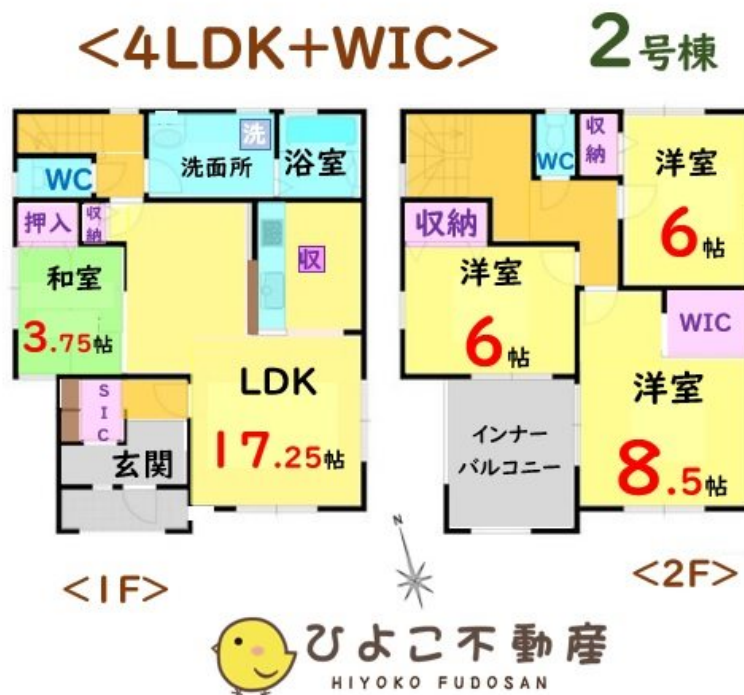 <4LDK+WIC> 2号棟
洗
洗面所
浴室
WC
押入
収納
収
和室
3.75帖
LDK
17.25帖
SIC
玄関
<1F>
WC
収納
洋室
6帖
収納
洋室
6帖
WIC
洋室
8.5帖
インナー
バルコニー
<2F>
N
ひよこ不動産
HIYOKO FUDOSAN